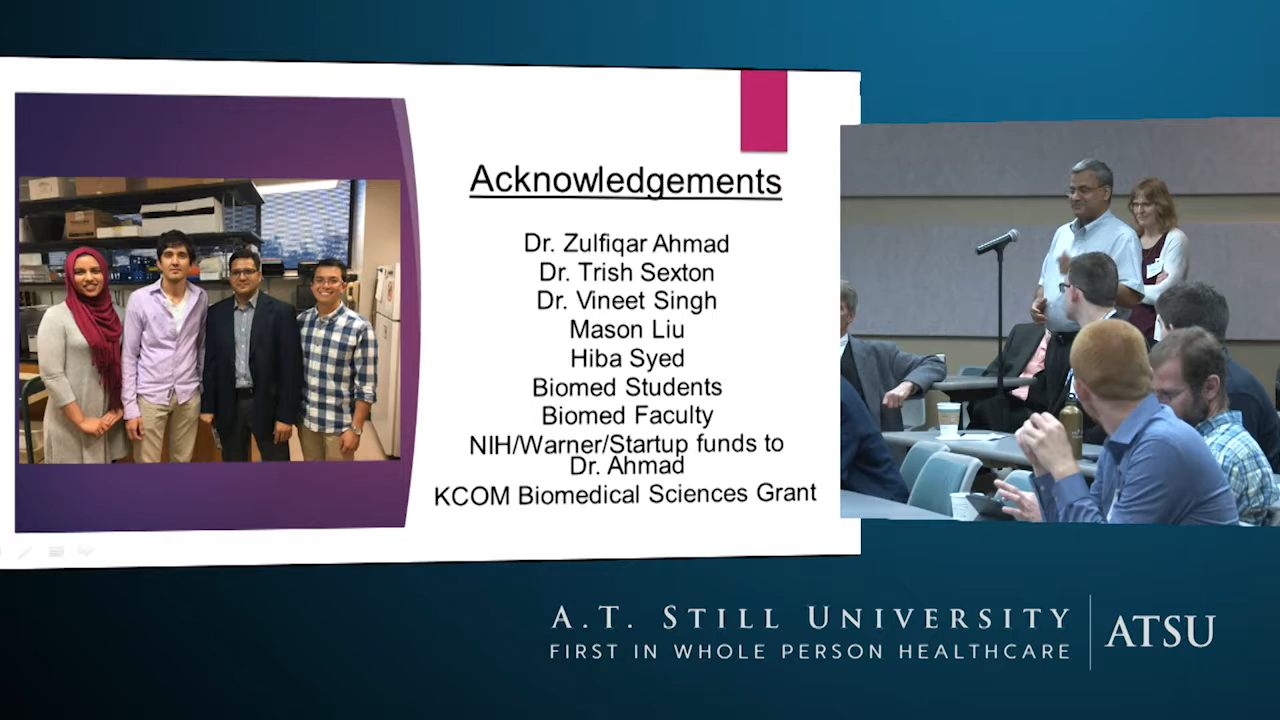 Acknowledgements
Dr. Zulfiqar Ahmad
Dr. Trish Sexton
Dr. Vineet Singh
Mason Liu
Hiba Syed
Biomed Students
Biomed Faculty
NIH/Warner/Startup funds to
Dr. Ahmad
KCOM Biomedical Sciences Grant
A.T. STILL UNIVERSITY
FIRST IN WHOLE PERSON HEALTHCARE
ATSU